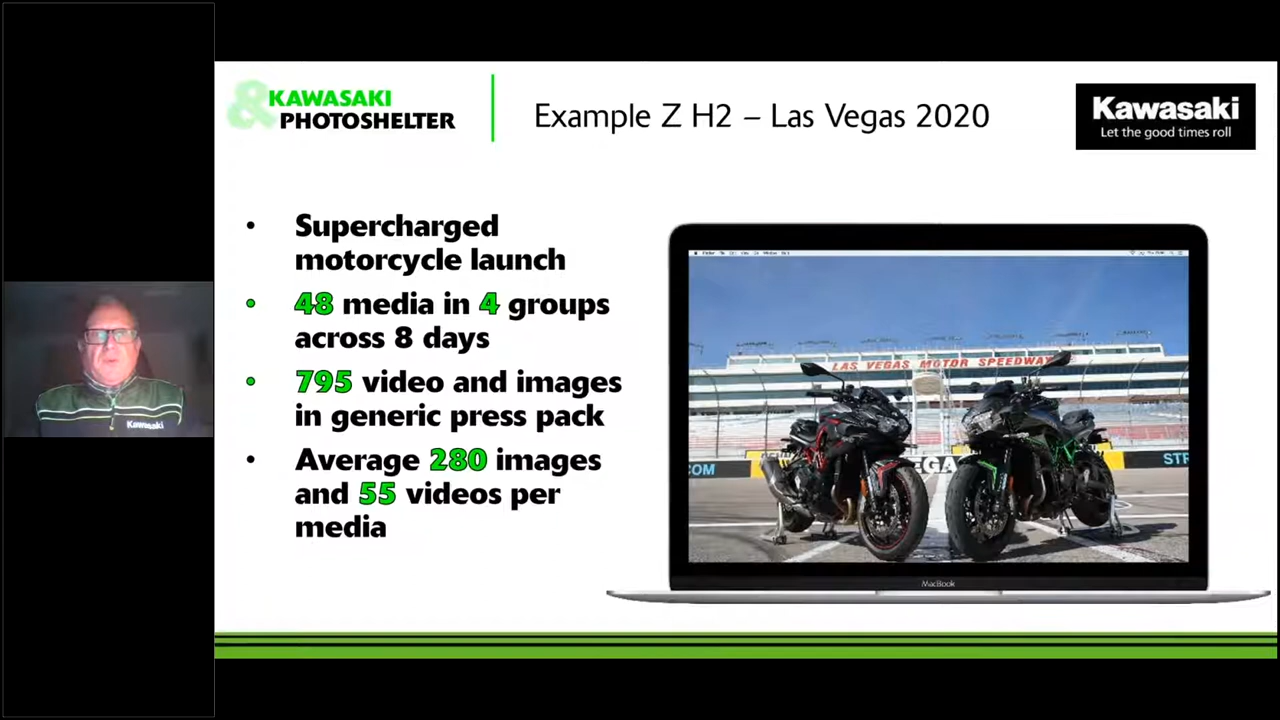 &
KAWASAKI
PHOTOSHELTER
Example Z H2 – Las Vegas 2020
Kawasaki
Let the good times roll
• Supercharged
motorcycle launch
• 48 media in 4 groups
across 8 days
• 795 video and images
in generic press pack
• Average 280 images
and 55 videos per
media
LAS VEGAS MOTOR SPEEDWAY
.COM
EGA
STR
MacBook
Kawasaki